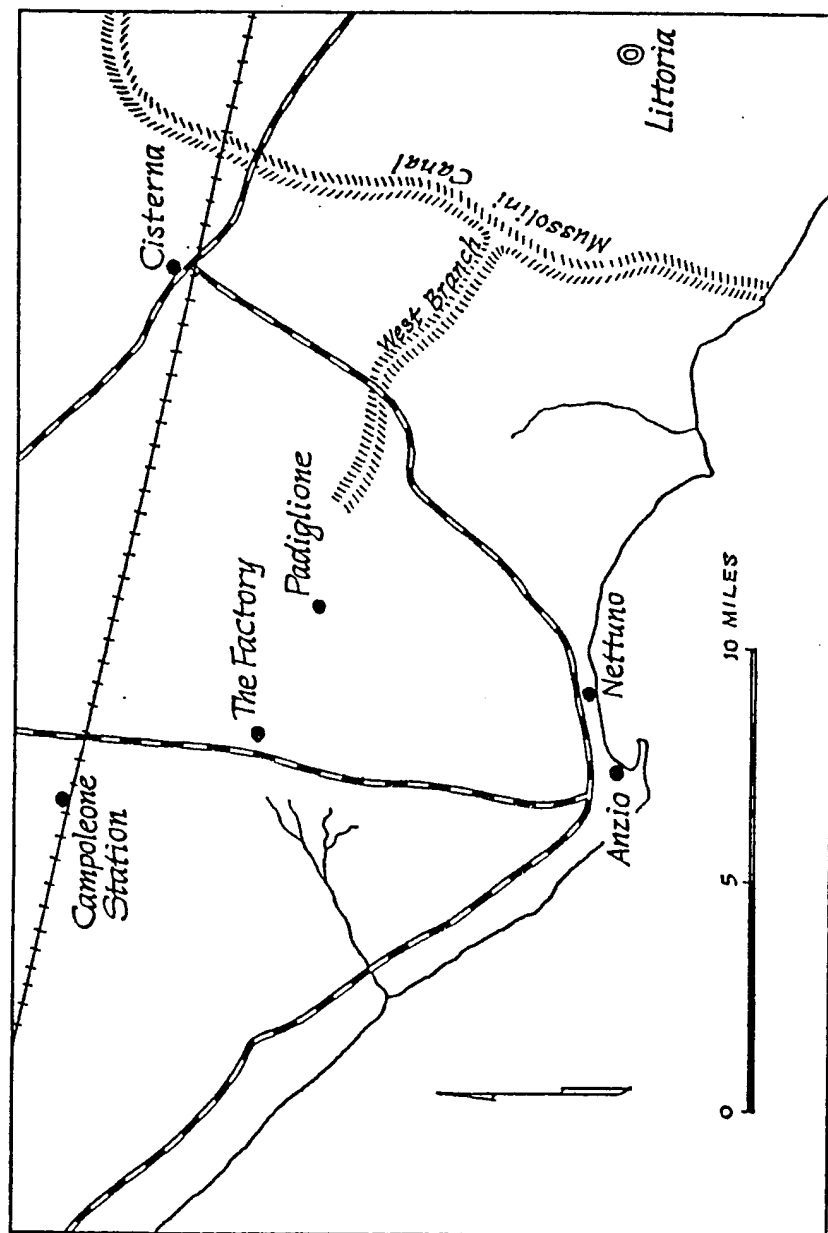 Campoleone
Station
The Factory
Padiglione
Cisterna
West Branch
Mussolini
Canal
Littoria
Nettuno
Anzio
0
5
10 MILES